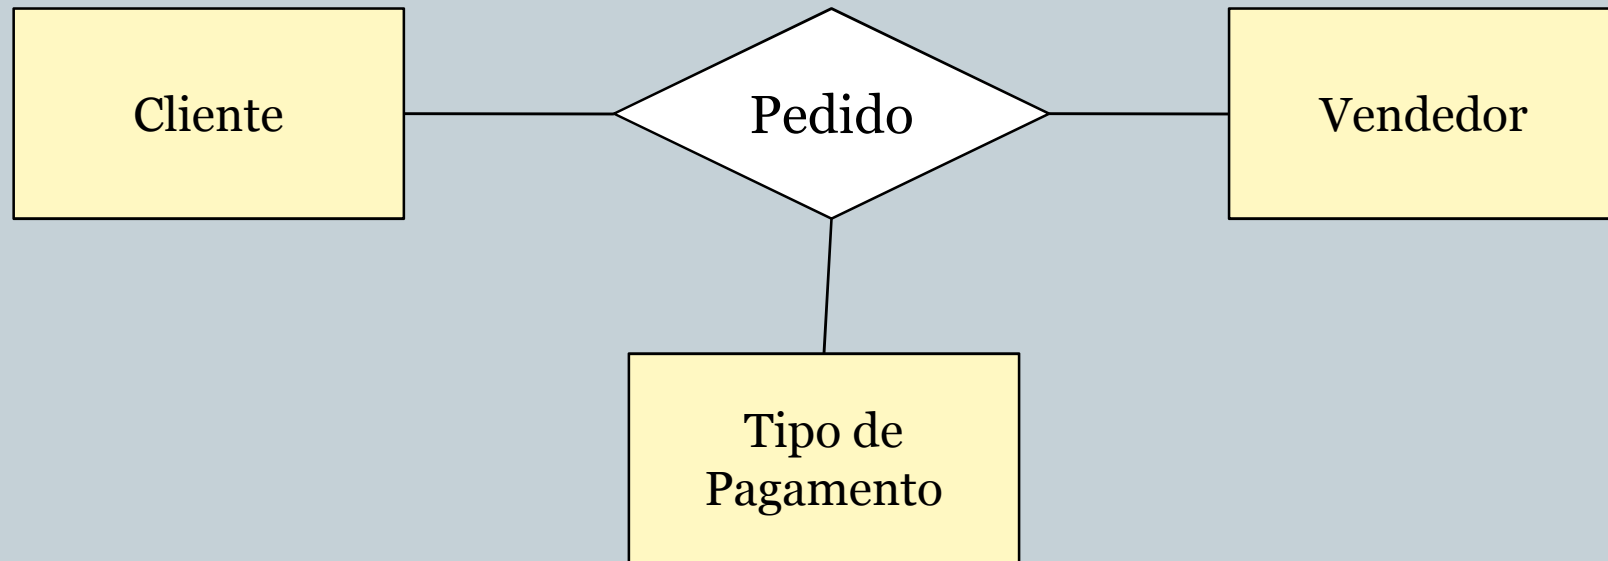 Cliente
Pedido
Vendedor
Tipo de
Pagamento